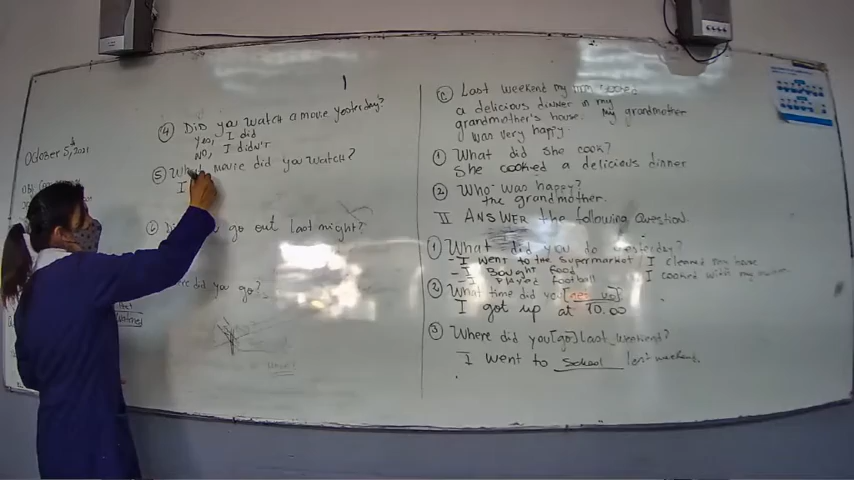 October 5th, 2021
④ Did you watch a movie yesterday?
yes, I did
No, I didn't
⑤ What movie did you watch?
I
go out last night?
did you go?
© Last weekend my mom cooked
a delicious dinner in my
grandmother's house. My grandmother
was very happy.
① What did she cook?
She cooked a delicious dinner
② Who was happy?
the grandmother.
II Answer the following question.
① What did you do yesterday?
- I went to the supermarket / I cleaned my house
- I bought food / I cooked with my
- I played football
② What time did you [get up]
I got up at 10.00
③ Where did you [go] last weekend?
I went to school last weekend.